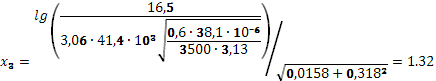 x₃ = lg(16,5 / (3,06 · 41,4 · 10³ √(0,6 · 38,1 · 10⁻⁶ / (3500 · 3,13)))) / √(0,0158 + 0,318²) = 1.32